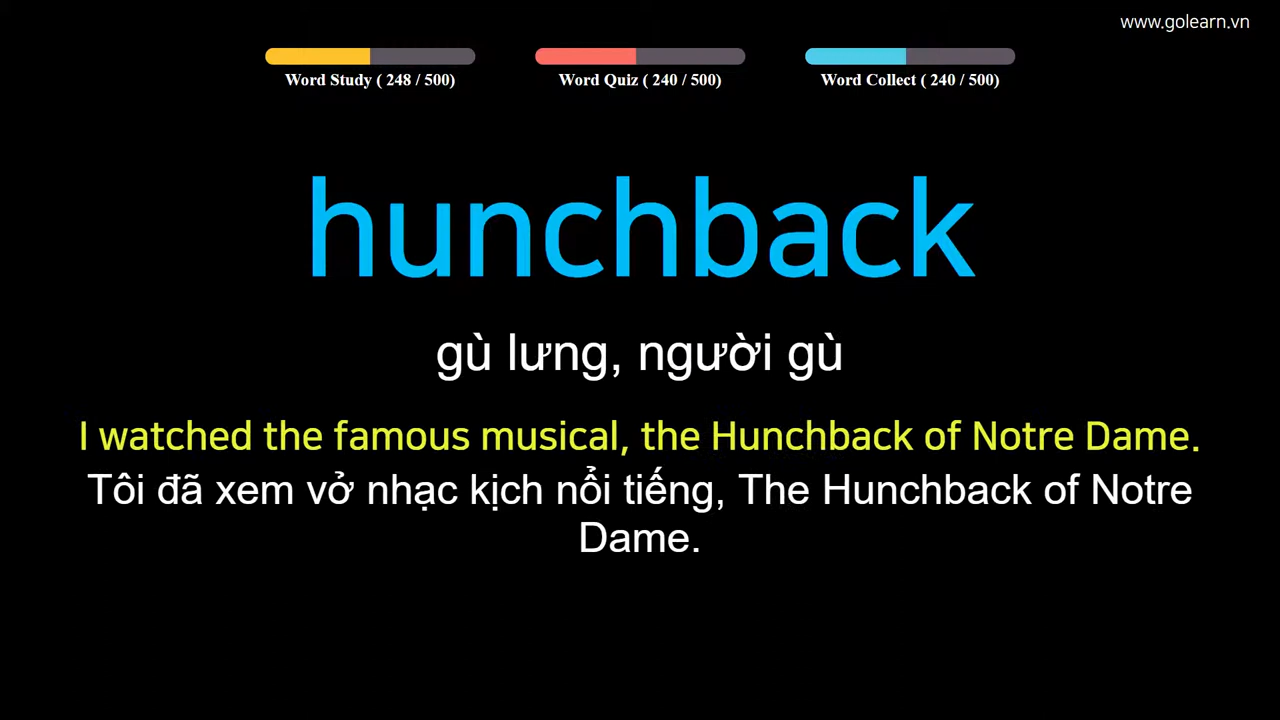 www.golearn.vn
Word Study ( 248 / 500) Word Quiz ( 240 / 500) Word Collect ( 240 / 500)
hunchback
gù lưng, người gù
I watched the famous musical, the Hunchback of Notre Dame.
Tôi đã xem vở nhạc kịch nổi tiếng, The Hunchback of Notre
Dame.